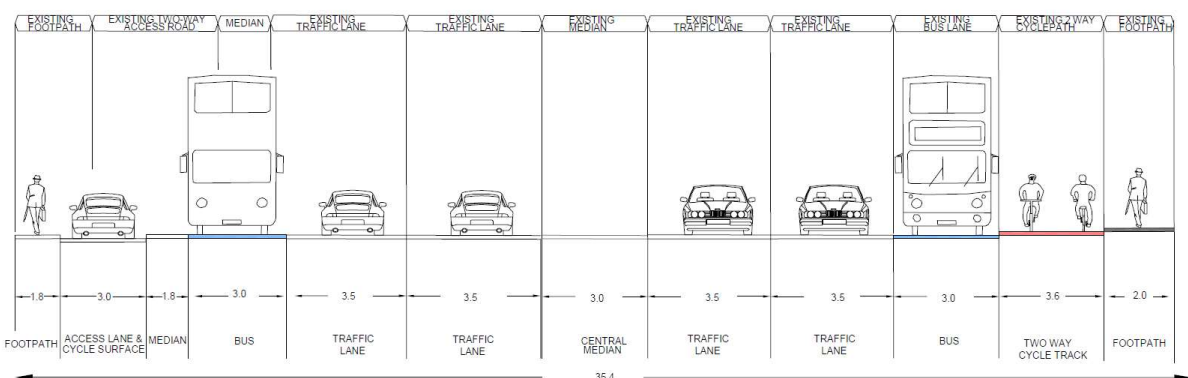 EXISTING FOOTPATH
EXISTING TWO-WAY ACCESS ROAD
MEDIAN
EXISTING TRAFFIC LANE
EXISTING TRAFFIC LANE
EXISTING MEDIAN
EXISTING TRAFFIC LANE
EXISTING TRAFFIC LANE
EXISTING BUS LANE
EXISTING 2 WAY CYCLEPATH
EXISTING FOOTPATH
1.8
3.0
1.8
3.0
3.5
3.5
3.0
3.5
3.5
3.0
3.6
2.0
FOOTPATH
ACCESS LANE &
CYCLE SURFACE
MEDIAN
BUS
TRAFFIC
LANE
TRAFFIC
LANE
CENTRAL
MEDIAN
TRAFFIC
LANE
TRAFFIC
LANE
BUS
TWO WAY
CYCLE TRACK
FOOTPATH
35.4